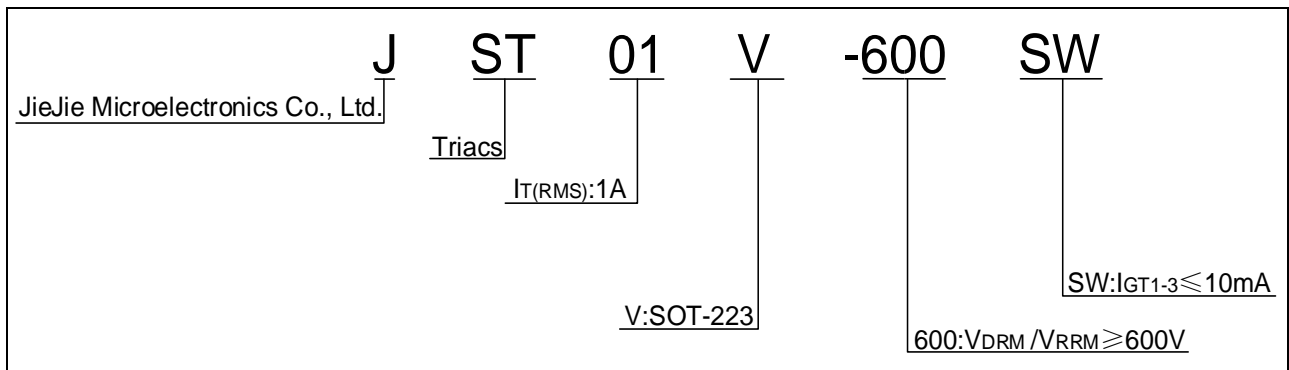 J ST 01 V -600 SW
JieJie Microelectronics Co., Ltd.
Triacs
IT(RMS):1A
SW:IGT1-3≤10mA
V:SOT-223
600:VDRM/VRRM≥600V